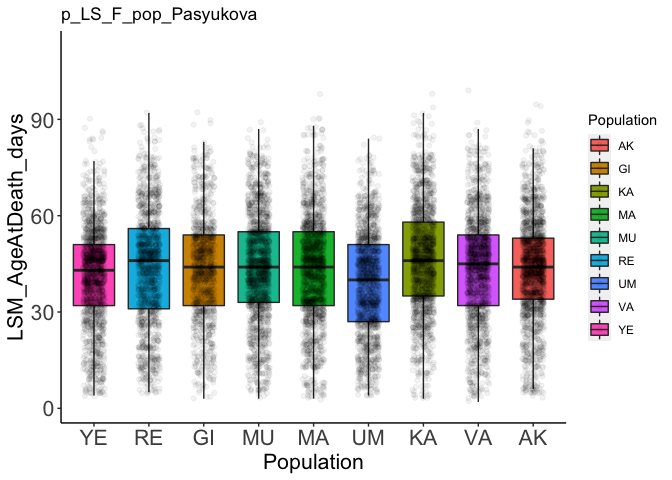 p_LS_F_pop_Pasyukova
LSM_AgeAtDeath_days
90
60
30
0
YE RE GI MU MA UM KA VA AK
Population
Population
AK
GI
KA
MA
MU
RE
UM
VA
YE